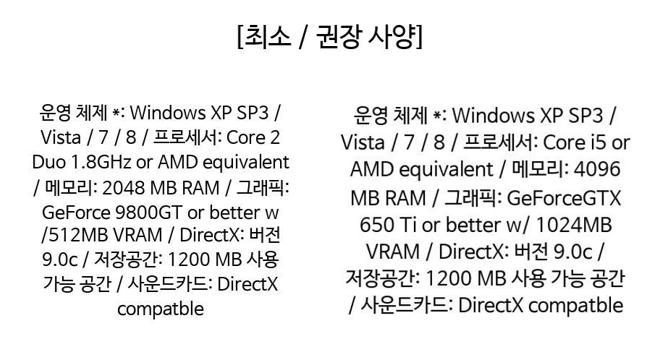 [최소 / 권장 사양]
운영 체제 *: Windows XP SP3 /
Vista / 7 / 8 / 프로세서: Core 2
Duo 1.8GHz or AMD equivalent
/ 메모리: 2048 MB RAM / 그래픽:
GeForce 9800GT or better w
/512MB VRAM / DirectX: 버전
9.0c / 저장공간: 1200 MB 사용
가능 공간 / 사운드카드: DirectX
compatble
운영 체제 *: Windows XP SP3 /
Vista / 7 / 8 / 프로세서: Core i5 or
AMD equivalent / 메모리: 4096
MB RAM / 그래픽: GeForceGTX
650 Ti or better w/ 1024MB
VRAM / DirectX: 버전 9.0c /
저장공간: 1200 MB 사용 가능 공간
/ 사운드카드: DirectX compatble